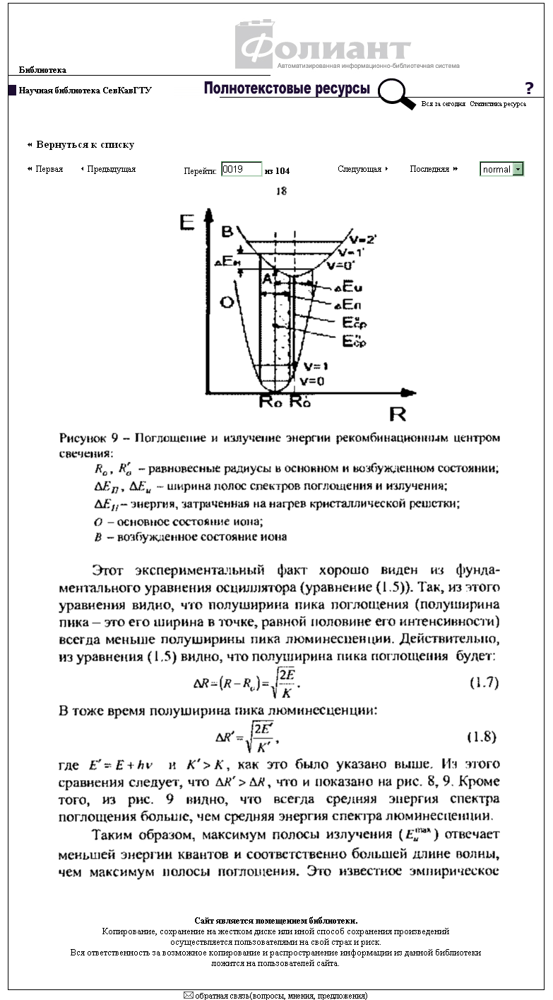 Фолиант
Автоматизированная информационно-библиотечная система
Библиотека
Научная библиотека СевКавГТУ
Полнотекстовые ресурсы
?
Вся за сегодня Статистика ресурса
Вернуться к списку
Первая Предыдущая Перейти: 0019 из 104 Следующая Последняя normal
18
E
B
V=2'
V=1'
ΔEн
V=0'
A
ΔEи
O
ΔEп
Eср
Eср
V=1
V=0
Ro R'o
R
Рисунок 9 – Поглощение и излучение энергии рекомбинационным центром
свечения:
Ro, R'o – равновесные радиусы в основном и возбужденном состоянии;
ΔEП, ΔEи – ширина полос спектров поглощения и излучения;
ΔEН – энергия, затраченная на нагрев кристаллической решетки;
O – основное состояние иона;
B – возбужденное состояние иона
Этот экспериментальный факт хорошо виден из фунда-
ментального уравнения осциллятора (уравнение (1.5)). Так, из этого
уравнения видно, что полуширина пика поглощения (полуширина
пика – это его ширина в точке, равной половине его интенсивности)
всегда меньше полуширины пика люминесценции. Действительно,
из уравнения (1.5) видно, что полуширина пика поглощения будет:
ΔR=(R−Ro)=√(2E/K). (1.7)
В тоже время полуширина пика люминесценции:
ΔR'=√(2E'/K'), (1.8)
где E'=E+hν и K'>K, как это было указано выше. Из этого
сравнения следует, что ΔR'>ΔR, что и показано на рис. 8, 9. Кроме
того, из рис. 9 видно, что всегда средняя энергия спектра
поглощения больше, чем средняя энергия спектра люминесценции.
Таким образом, максимум полосы излучения (Eиmax) отвечает
меньшей энергии квантов и соответственно большей длине волны,
чем максимум полосы поглощения. Это известное эмпирическое
Сайт является помещением библиотеки.
Копирование, сохранение на жестком диске или иной способ сохранения произведений
осуществляется пользователями на свой страх и риск.
Вся ответственность за возможное копирование и распространение информации из данной библиотеки
ложится на пользователей сайта.
обратная связь(вопросы, мнения, предложения)